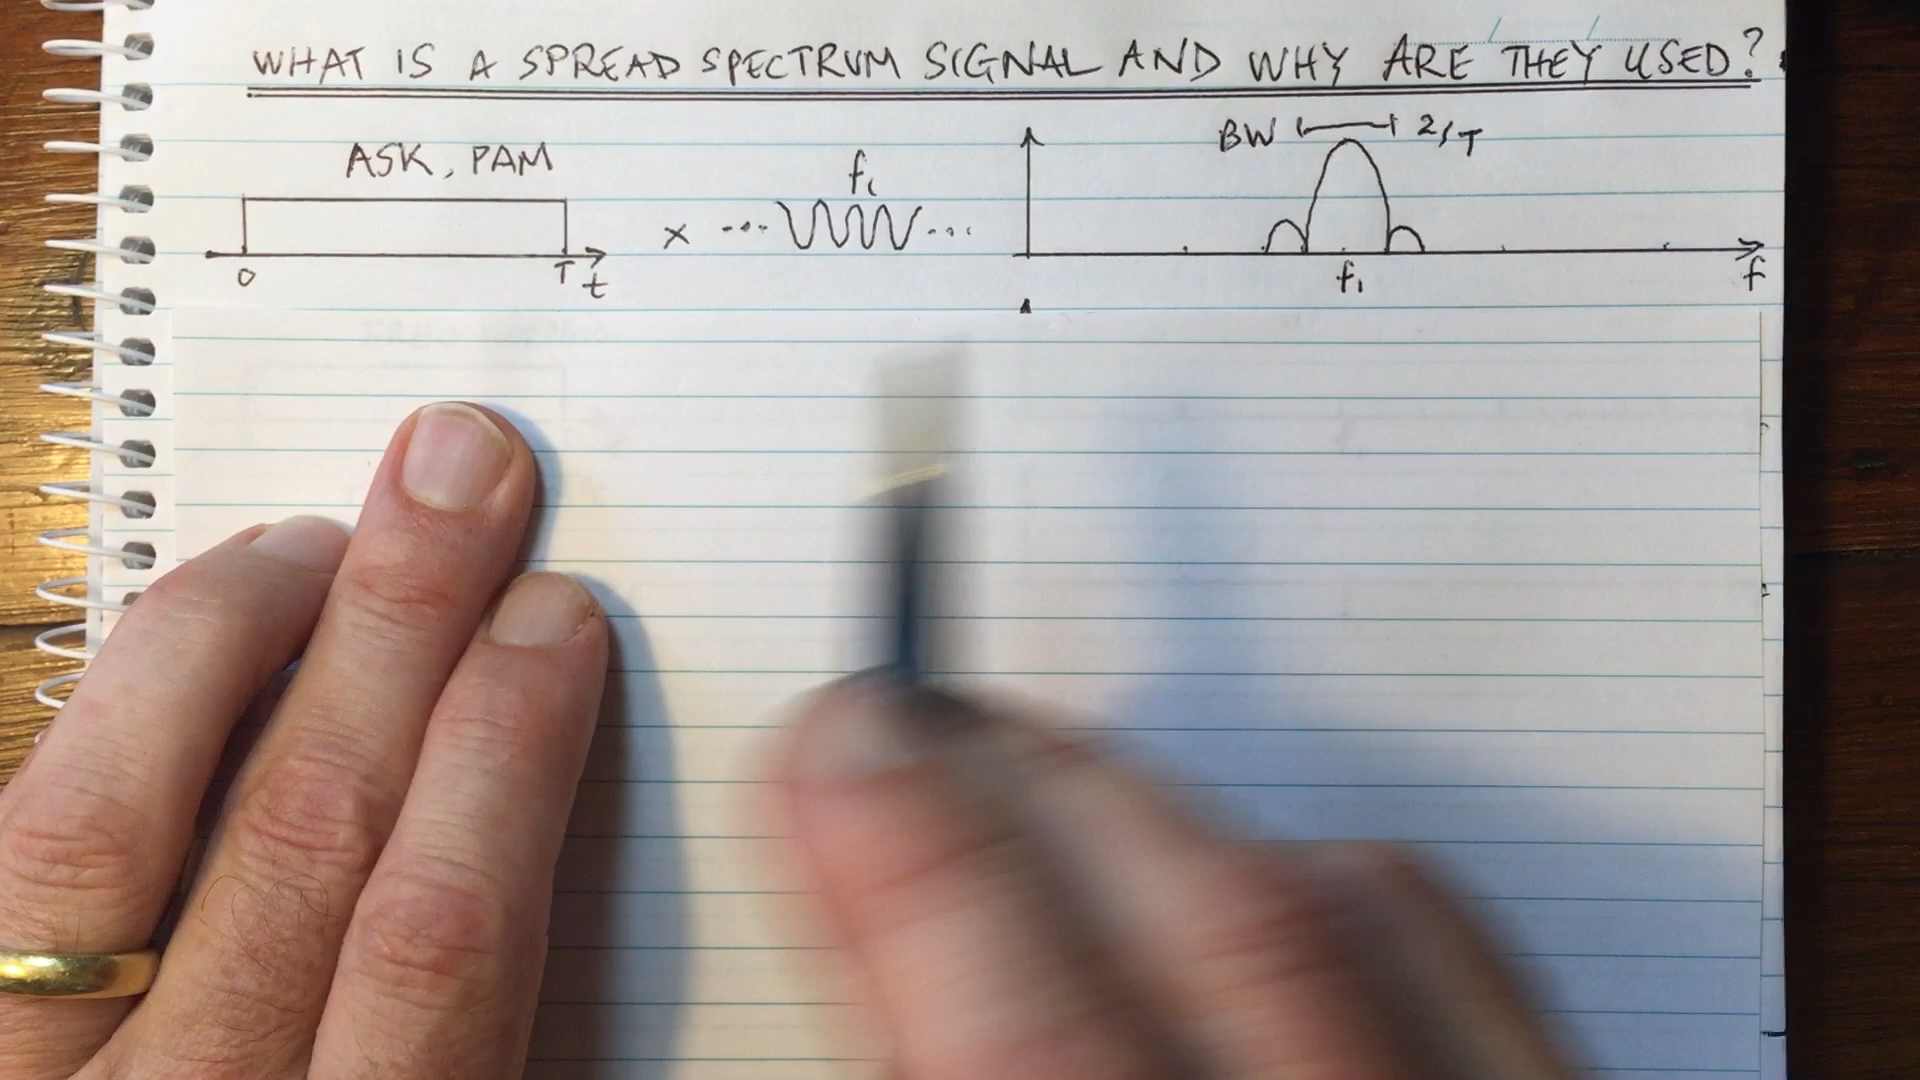 WHAT IS A SPREAD SPECTRUM SIGNAL AND WHY ARE THEY USED?
BW 2/T
ASK, PAM
f₁
x ... ...
0 T t
f₁ f